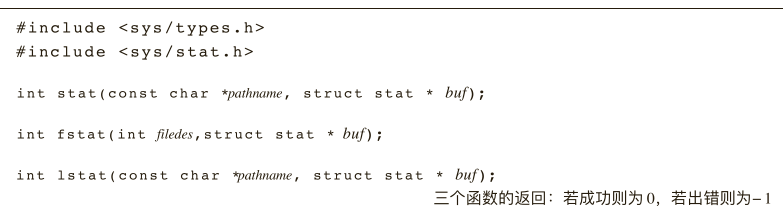 #include <sys/types.h>
#include <sys/stat.h>
int stat(const char *pathname, struct stat * buf);
int fstat(int filedes,struct stat * buf);
int lstat(const char *pathname, struct stat * buf);
三个函数的返回：若成功则为 0，若出错则为–1